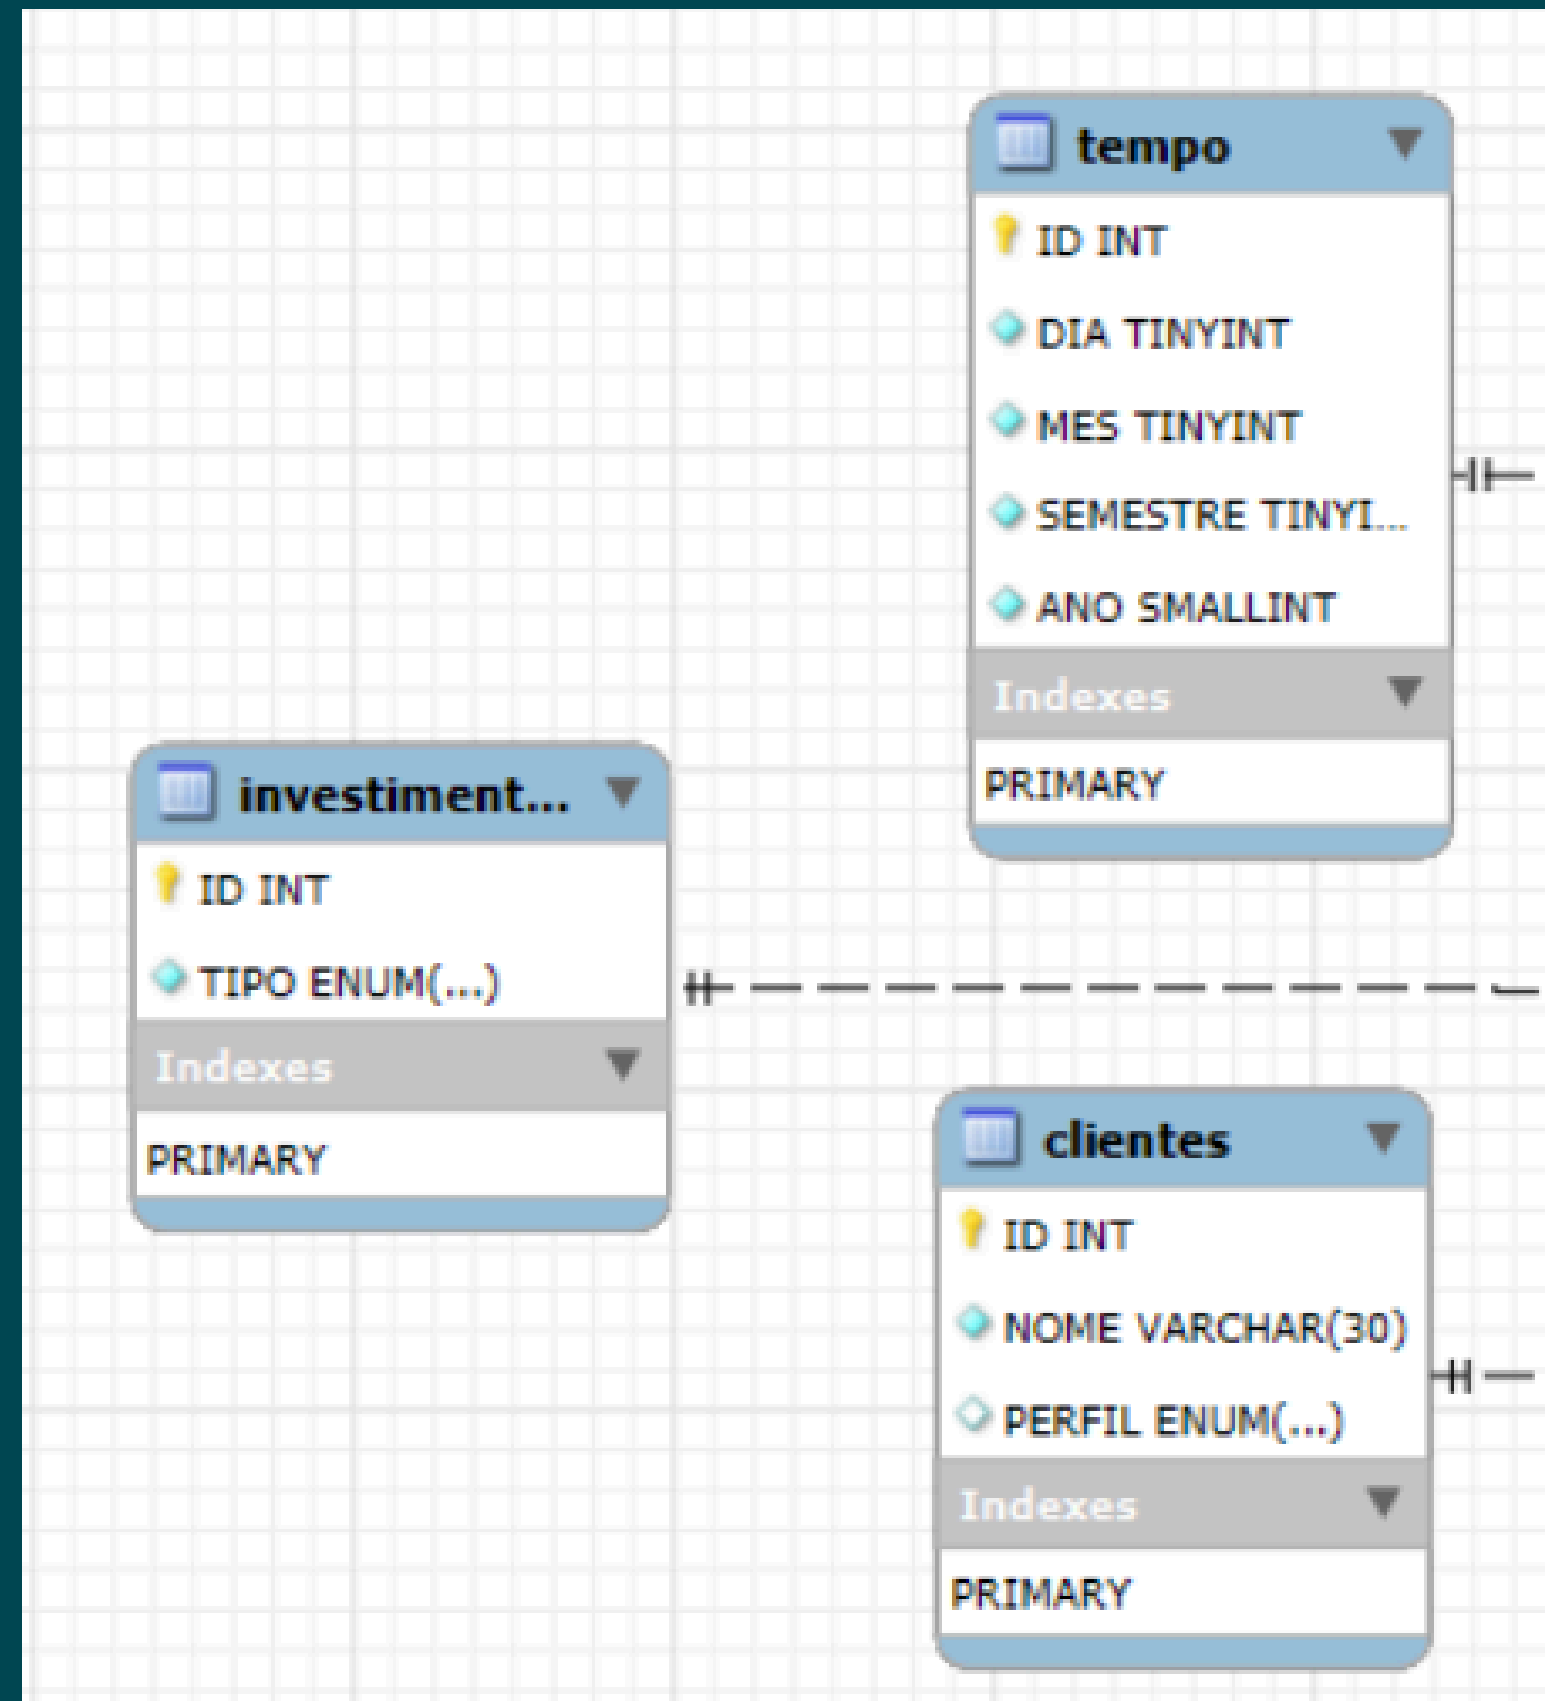 tempo
ID INT
DIA TINYINT
MES TINYINT
SEMESTRE TINYI...
ANO SMALLINT
Indexes
PRIMARY
investiment...
ID INT
TIPO ENUM(...)
Indexes
PRIMARY
clientes
ID INT
NOME VARCHAR(30)
PERFIL ENUM(...)
Indexes
PRIMARY